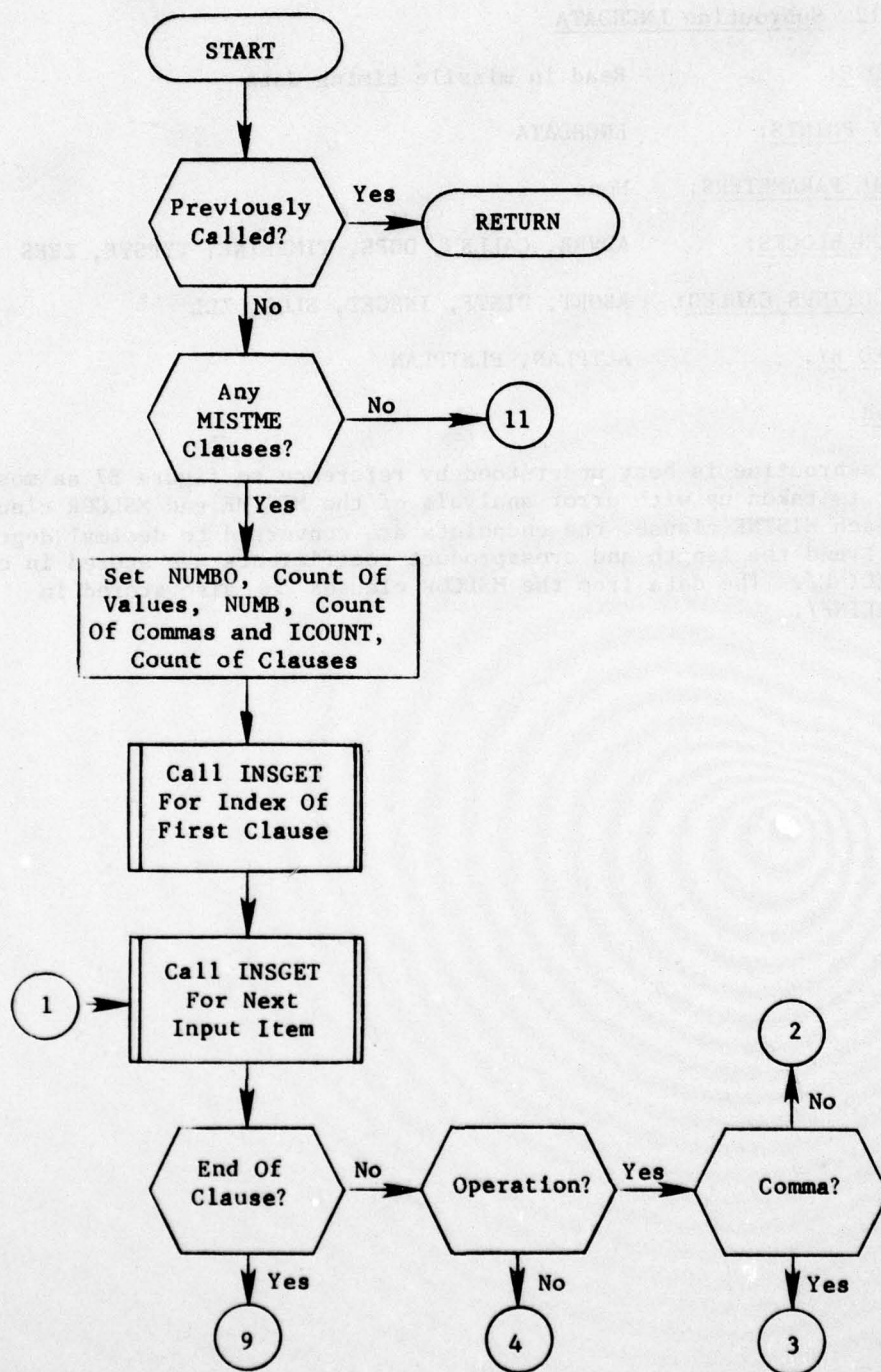 START
Previously
Called?
Yes
RETURN
No
Any
MISTME
Clauses?
No
11
Yes
Set NUMBO, Count Of
Values, NUMB, Count
Of Commas and ICOUNT,
Count of Clauses
Call INSGET
For Index Of
First Clause
1
Call INSGET
For Next
Input Item
2
No
End Of
Clause?
No
Operation?
Yes
Comma?
Yes
No
Yes
9
4
3